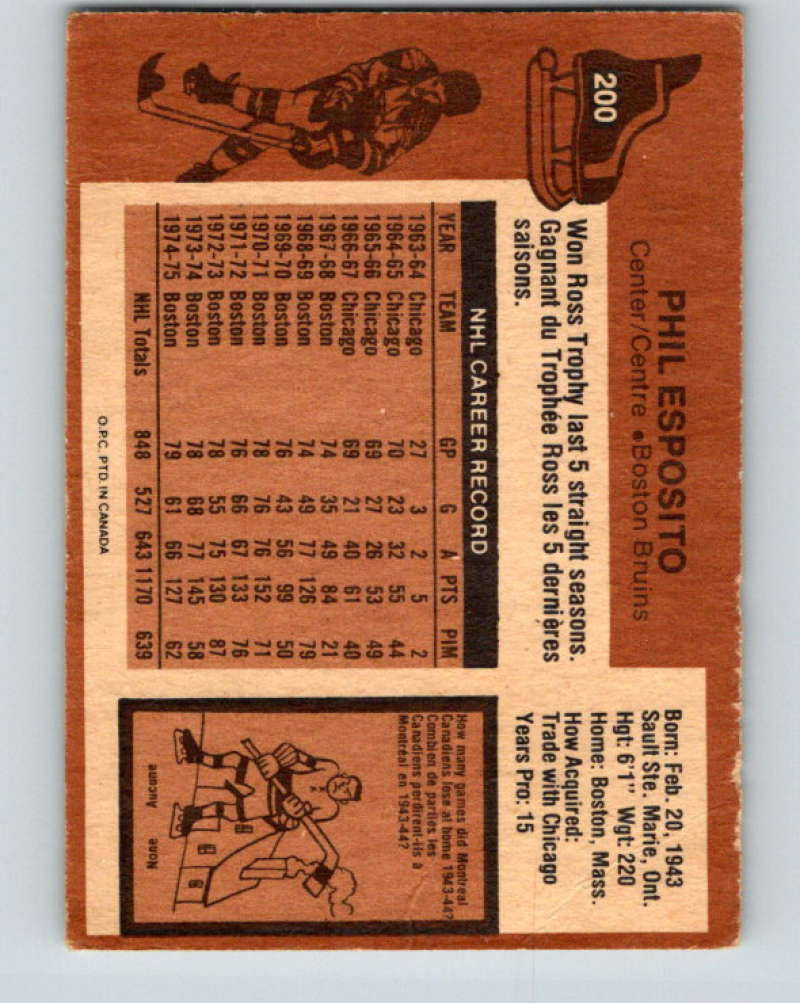 200
PHIL ESPOSITO
Center/Centre • Boston Bruins
Won Ross Trophy last 5 straight seasons.
Gagnant du Trophée Ross les 5 dernières
saisons.
NHL CAREER RECORD
YEAR TEAM GP G A PTS PIM
1963-64 Chicago 27 3 2 5 2
1964-65 Chicago 70 23 32 55 44
1965-66 Chicago 69 27 26 53 49
1966-67 Chicago 69 21 40 61 40
1967-68 Boston 74 35 49 84 21
1968-69 Boston 74 49 77 126 79
1969-70 Boston 76 43 56 99 50
1970-71 Boston 78 76 76 152 71
1971-72 Boston 76 66 67 133 76
1972-73 Boston 78 55 75 130 87
1973-74 Boston 78 68 77 145 58
1974-75 Boston 79 61 66 127 62
NHL Totals 848 527 643 1170 639
O.P.C. PTD. IN CANADA
Born: Feb. 20, 1943
Sault Ste. Marie, Ont.
Hgt: 6'1" Wgt: 220
Home: Boston, Mass.
How Acquired:
Trade with Chicago
Years Pro: 15
How many games did Montreal
Canadiens lose at home 1943-44?
Combien de parties les
Canadiens perdirent-ils a
Montréal en 1943-44?
None
Aucune